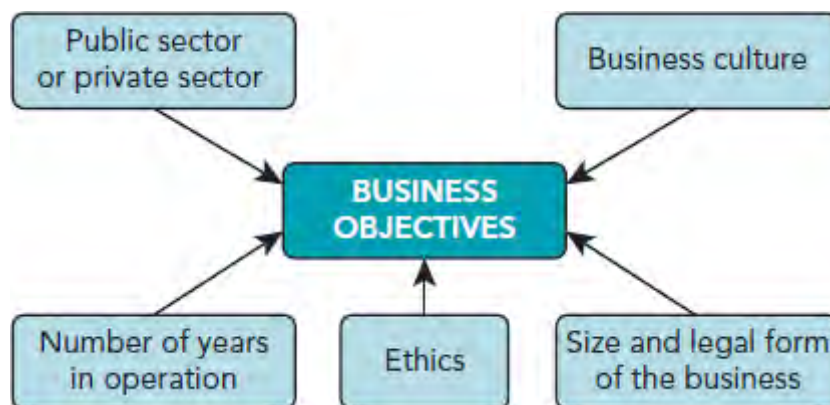 Public sector
or private sector
Business culture
BUSINESS
OBJECTIVES
Number of years
in operation
Ethics
Size and legal form
of the business